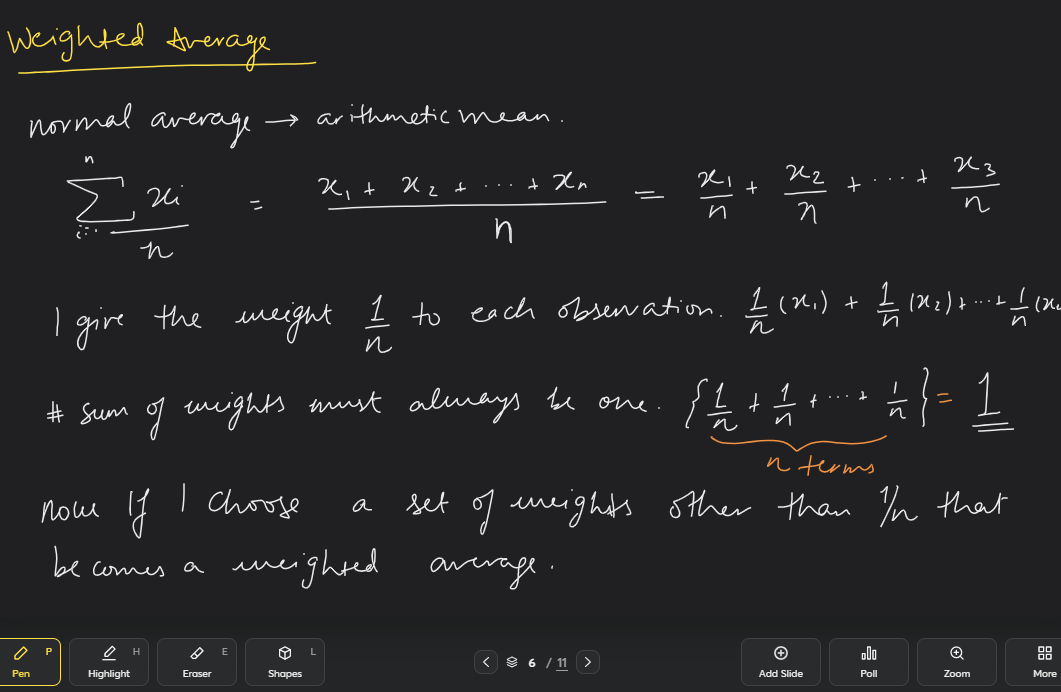 Weighted Average
normal average → arithmetic mean.
n
∑ xi / n = (x1 + x2 + ... + xn) / n = x1/n + x2/n + ... + x3/n
I give the weight 1/n to each observation. 1/n (x1) + 1/n (x2) + ... + 1/n (x
# sum of weights must always be one. { 1/n + 1/n + ... + 1/n } = 1
n terms
now If I choose a set of weights other than 1/n that
becomes a weighted average.
P H E L
Pen Highlight Eraser Shapes 6 / 11 Add Slide Poll Zoom More